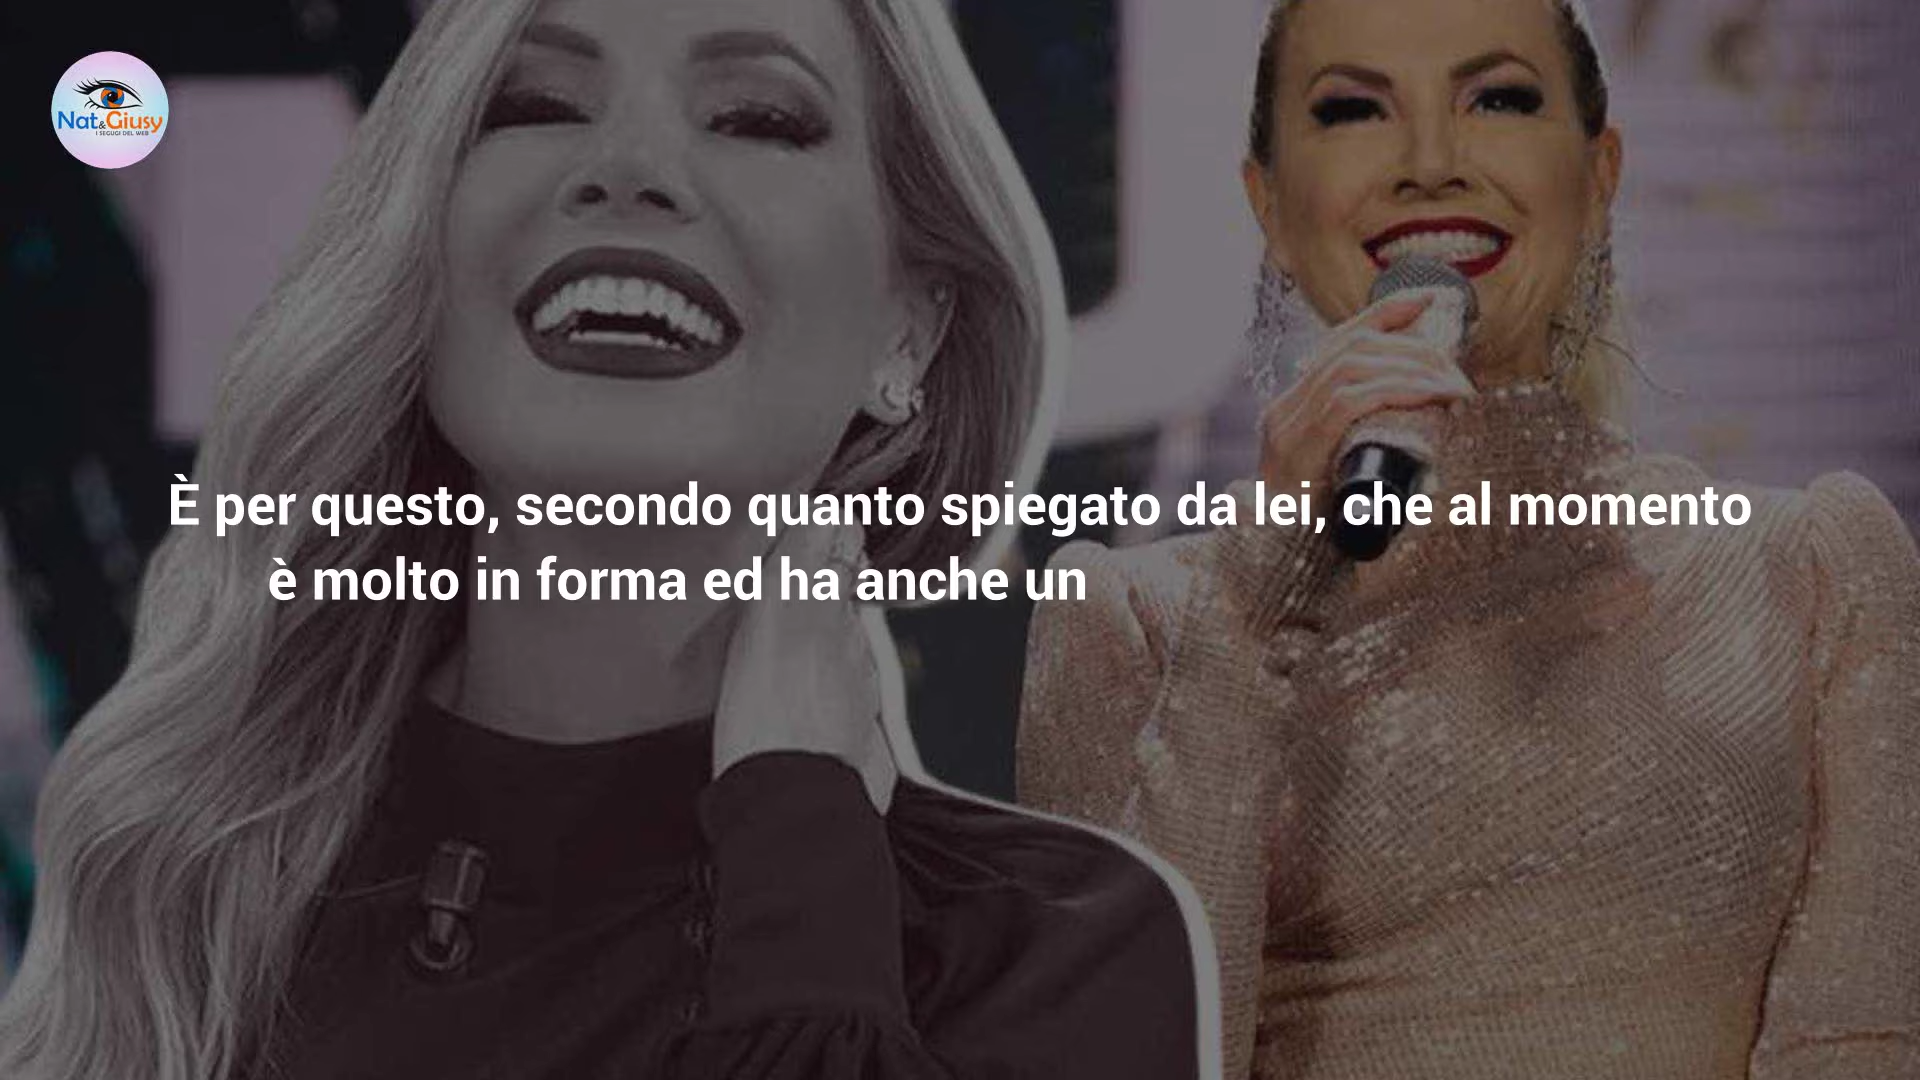 Nat&Giusy
I SEGUGI DEL WEB
È per questo, secondo quanto spiegato da lei, che al momento
è molto in forma ed ha anche un